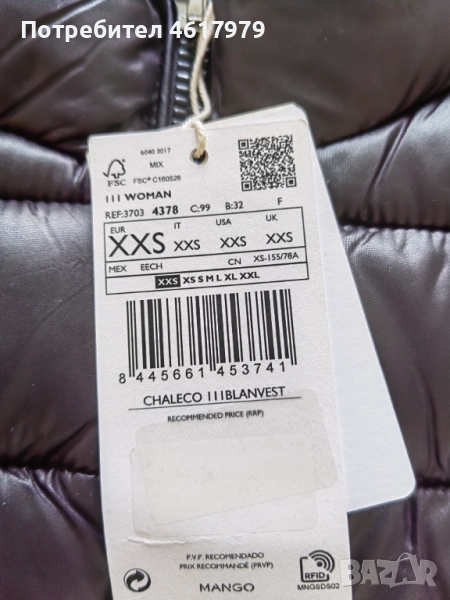 Потребител 4617979
6040 3017
MIX
FSC
FSC® C160526
111 WOMAN
REF:3703 4378 C:99 B:32 F
EUR IT USA UK
XXS XXS XXS XXS
MEX EECH CN XS-155/78A
XXS XS S M L XL XXL
8 445661 453741
CHALECO 111BLANVEST
RECOMMENDED PRICE (RRP)
P.V.P. RECOMENDADO
PRIX RECOMMANDÉ (PRVP)
MANGO
RFID
MNGSDS02
BAZAR